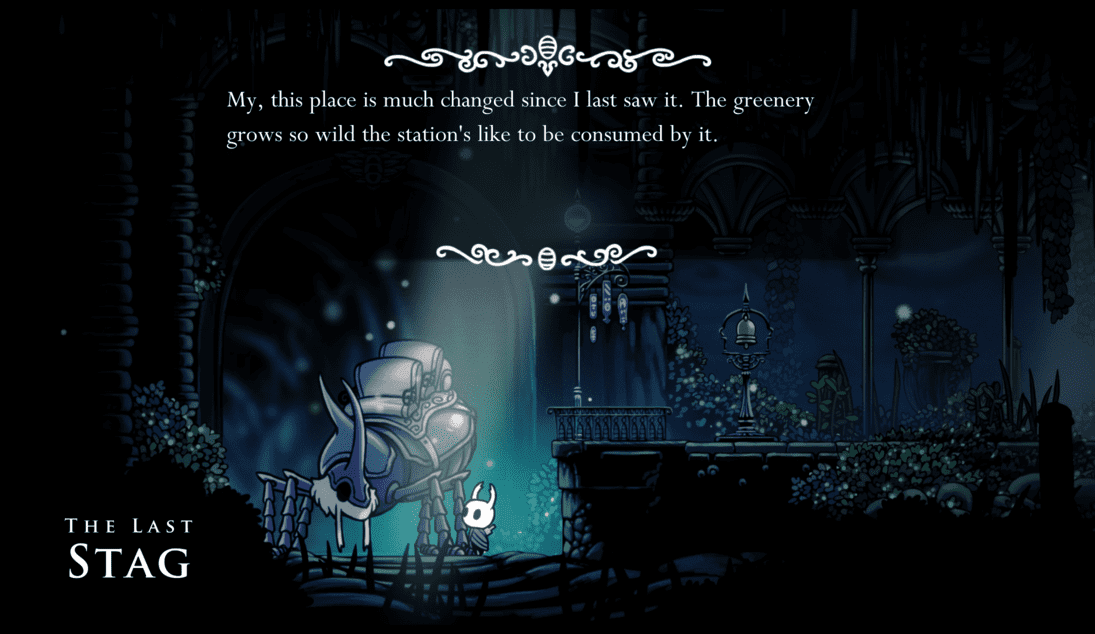 My, this place is much changed since I last saw it. The greenery
grows so wild the station's like to be consumed by it.
The Last
Stag